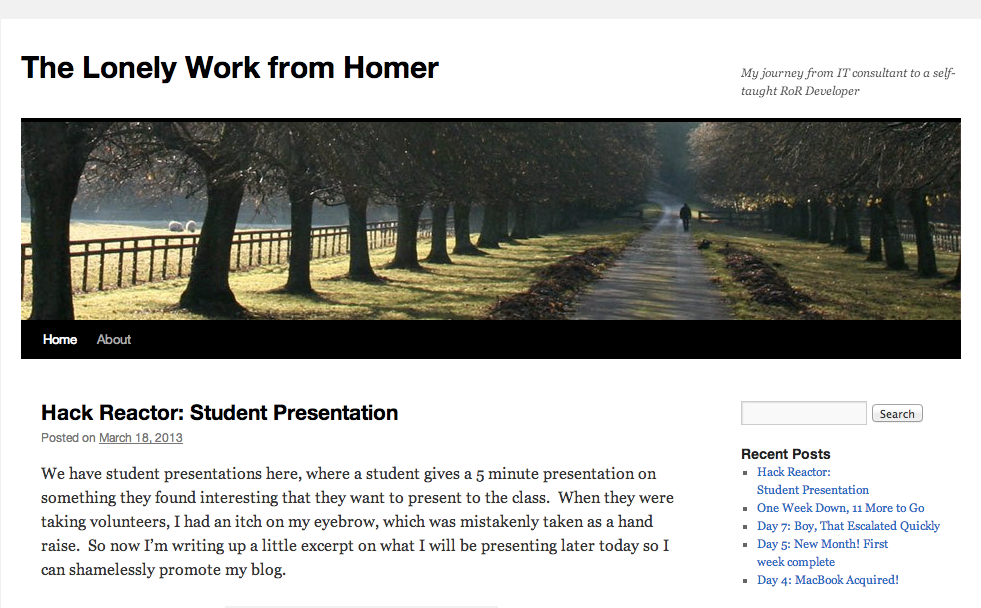 The Lonely Work from Homer
My journey from IT consultant to a self-
taught RoR Developer
Home About
Hack Reactor: Student Presentation
Posted on March 18, 2013
We have student presentations here, where a student gives a 5 minute presentation on
something they found interesting that they want to present to the class.  When they were
taking volunteers, I had an itch on my eyebrow, which was mistakenly taken as a hand
raise.  So now I’m writing up a little excerpt on what I will be presenting later today so I
can shamelessly promote my blog.
Search
Recent Posts
Hack Reactor:
Student Presentation
One Week Down, 11 More to Go
Day 7: Boy, That Escalated Quickly
Day 5: New Month! First
week complete
Day 4: MacBook Acquired!